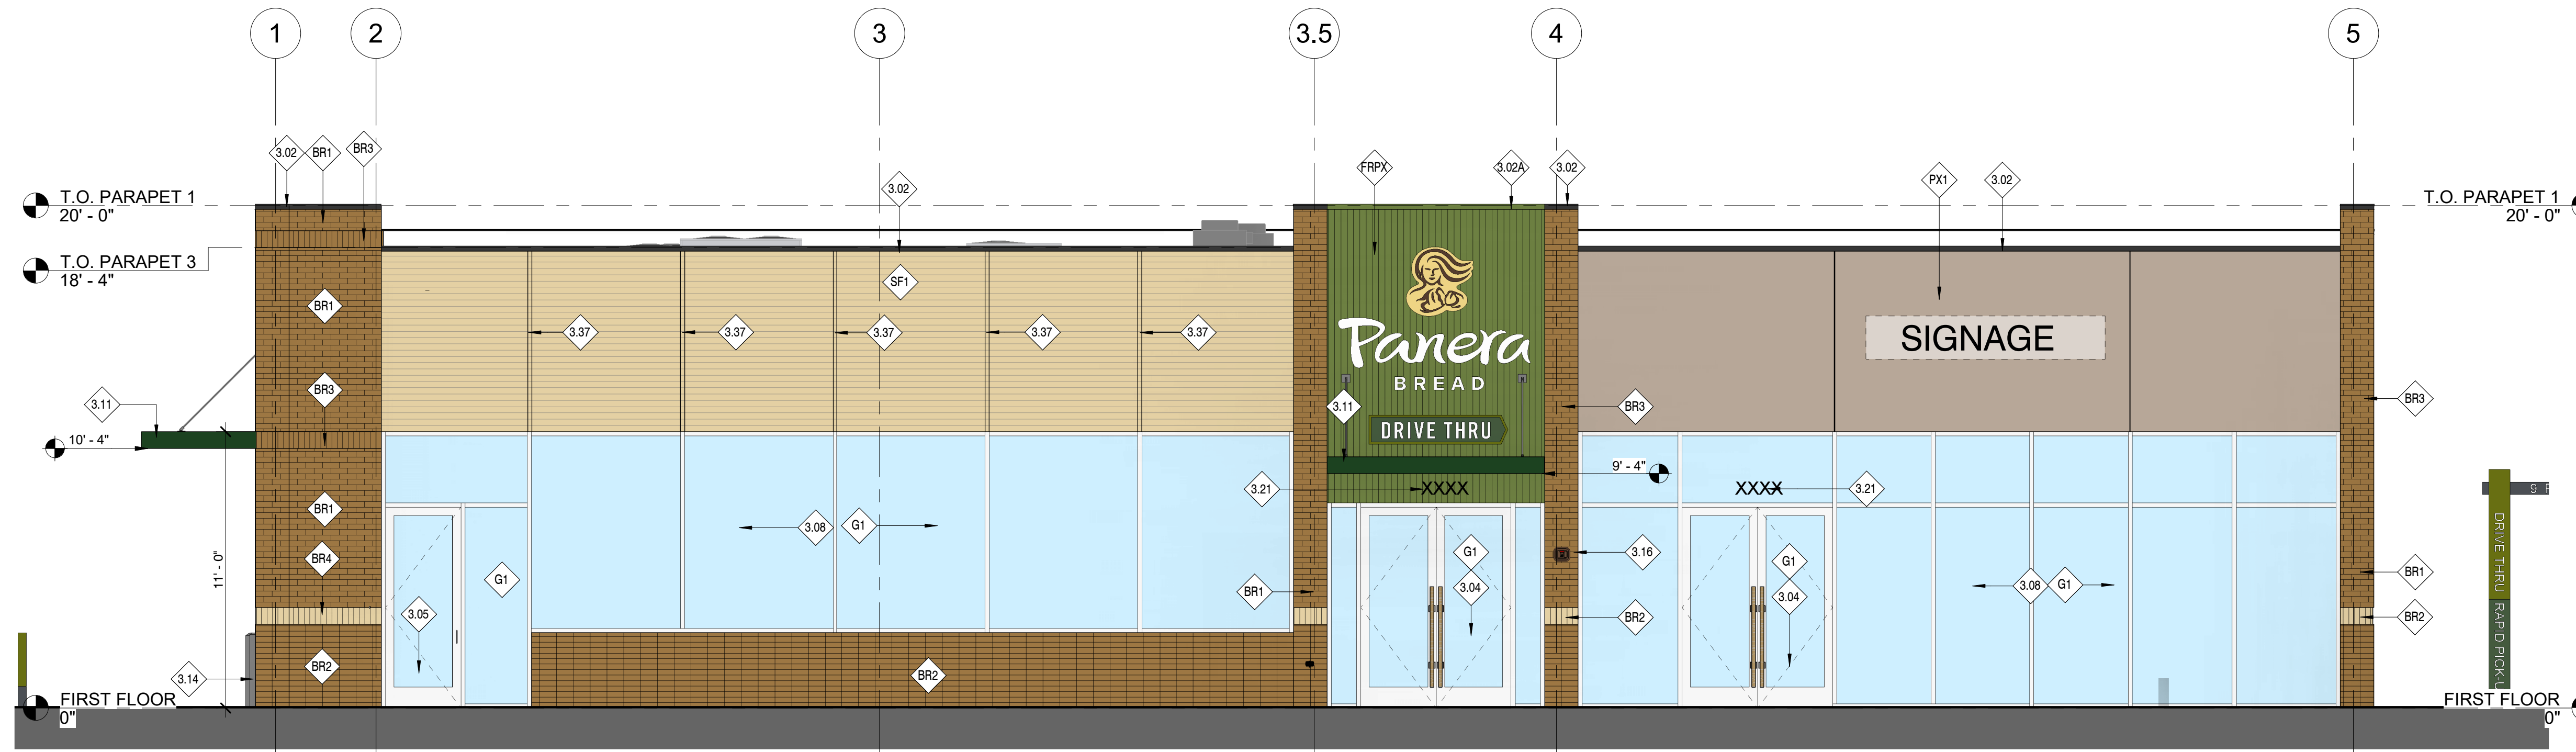 1 2 3 3.5 4 5
3.02 BR1 BR3 3.02 FRPX 3.02A 3.02 PX1 3.02
T.O. PARAPET 1
20' - 0"
T.O. PARAPET 1
20' - 0"
T.O. PARAPET 3
18' - 4"
SF1
BR1
3.37 3.37 3.37 3.37 3.37
Panera
BREAD
SIGNAGE
BR3
3.11
3.11
BR3
BR3
DRIVE THRU
10' - 4"
9' - 4"
3.21 XXXX XXXX 3.21
9
BR1
3.08 G1
BR4
11' - 0"
G1
3.05
BR1
G1
3.04
3.16
G1
3.04
3.08 G1
BR1
BR2
BR2
DRIVE THRU
RAPID PICK-U
3.14
BR2
BR2
FIRST FLOOR
0"
FIRST FLOOR
0"